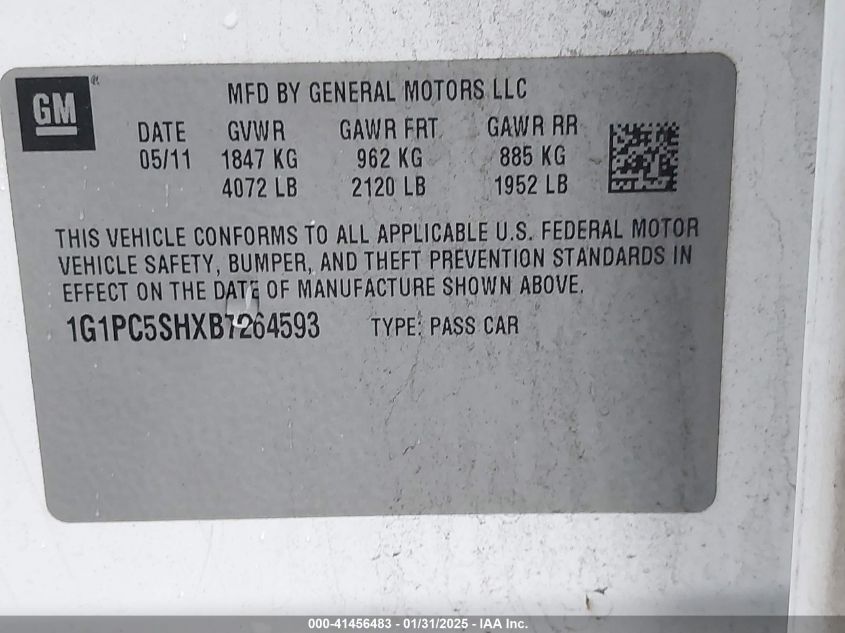 GM
MFD BY GENERAL MOTORS LLC
DATE GVWR GAWR FRT GAWR RR
05/11 1847 KG 962 KG 885 KG
4072 LB 2120 LB 1952 LB
THIS VEHICLE CONFORMS TO ALL APPLICABLE U.S. FEDERAL MOTOR
VEHICLE SAFETY, BUMPER, AND THEFT PREVENTION STANDARDS IN
EFFECT ON THE DATE OF MANUFACTURE SHOWN ABOVE.
1G1PC5SHXB7264593 TYPE: PASS CAR
000-41456483 - 01/31/2025 - IAA Inc.